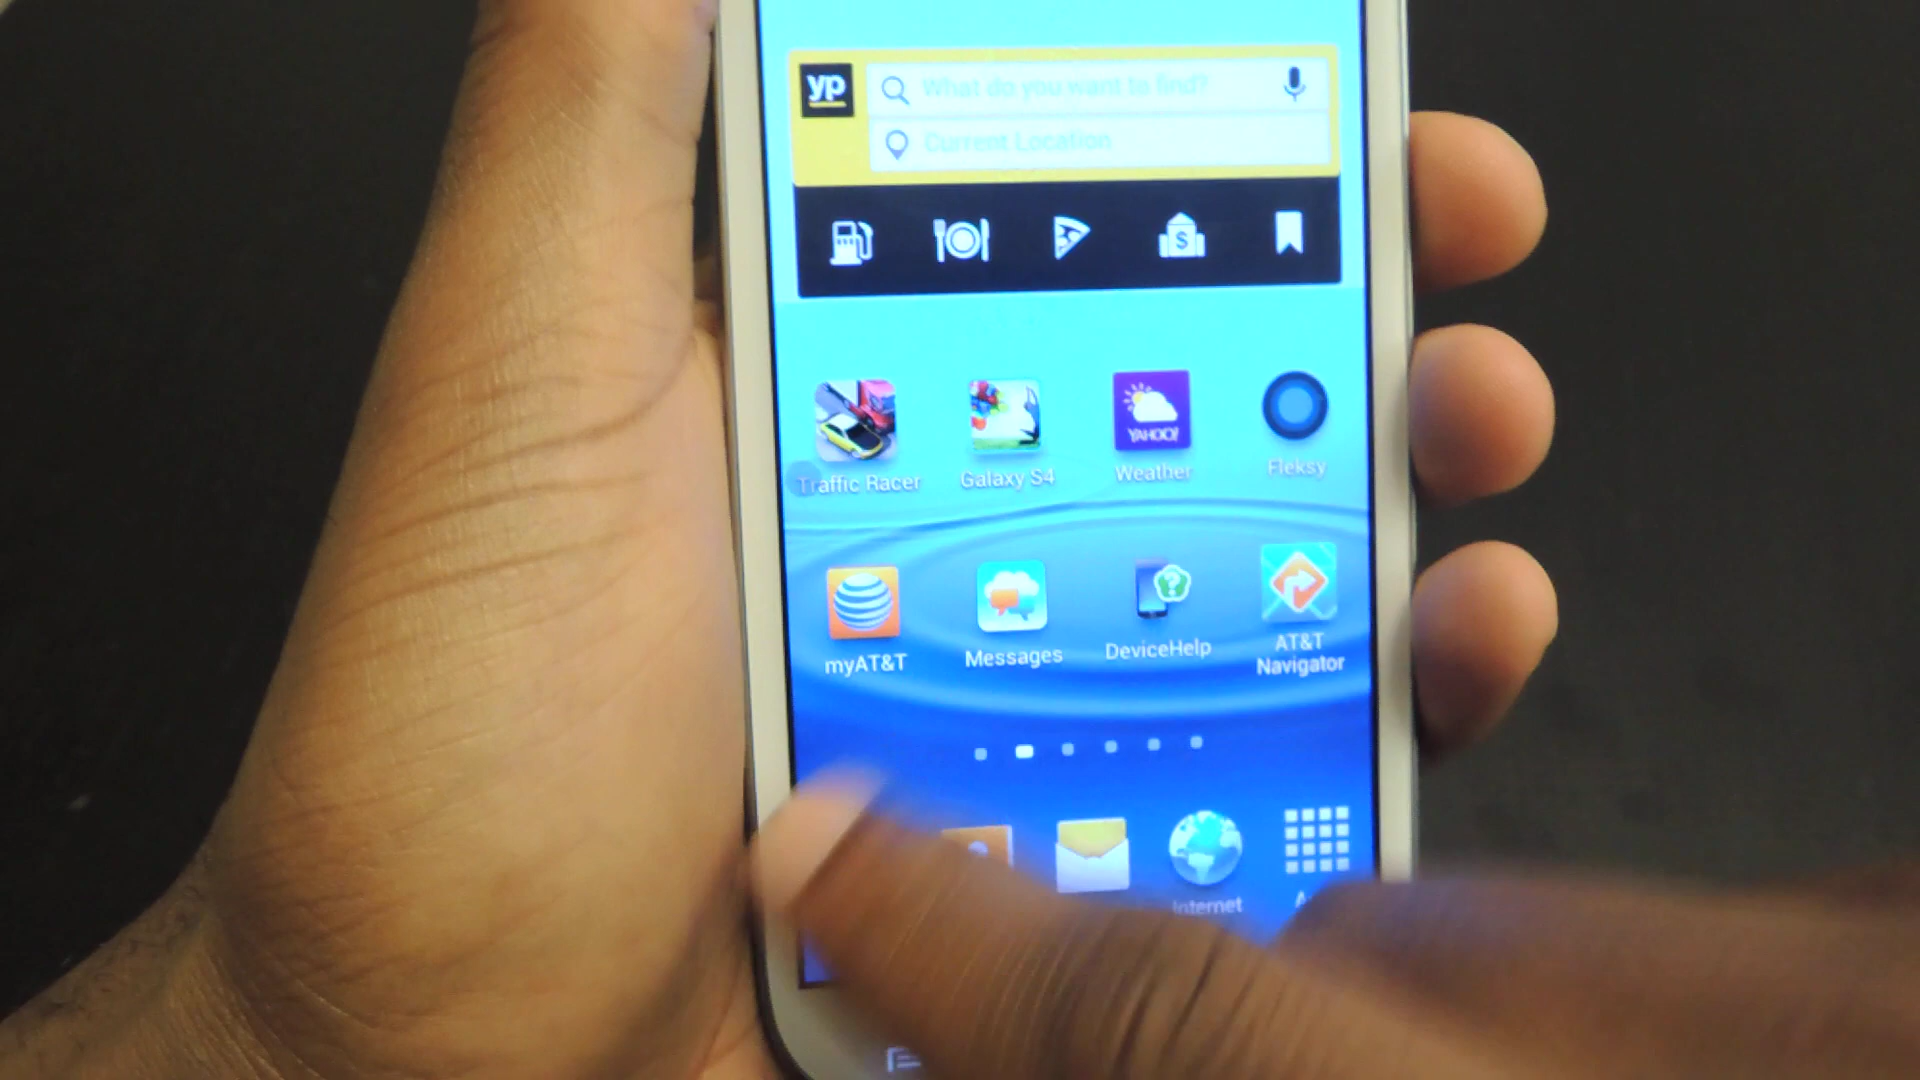 yp
What do you want to find?
Current Location
$
YAHOO!
Traffic Racer
Galaxy S4
Weather
Fleksy
?
myAT&T
Messages
DeviceHelp
AT&T
Navigator
Internet